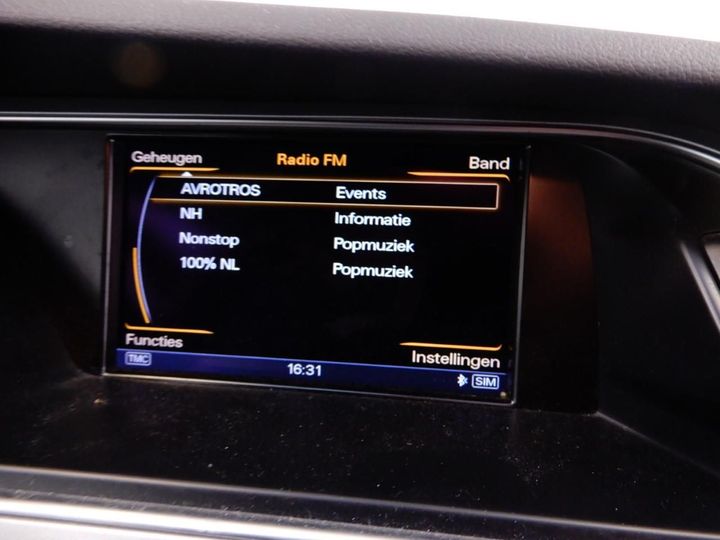 Geheugen Radio FM Band
AVROTROS Events
NH Informatie
Nonstop Popmuziek
100% NL Popmuziek
Functies Instellingen
TMC 16:31 SIM